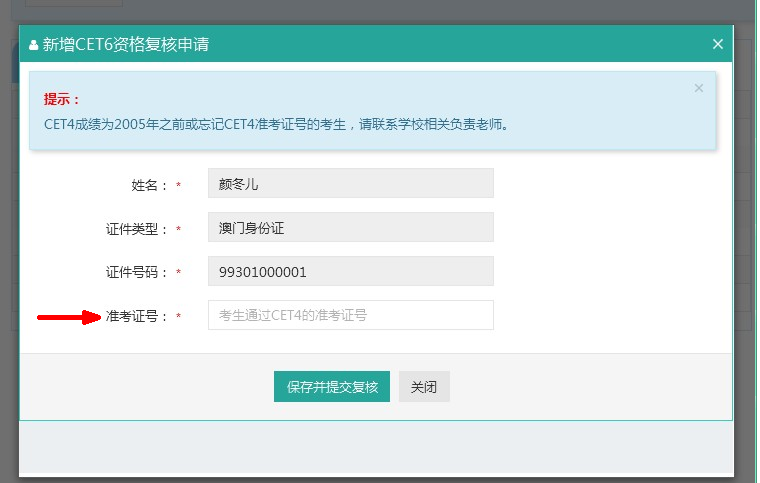 新增CET6资格复核申请 ×
×
提示：
CET4成绩为2005年之前或忘记CET4准考证号的考生，请联系学校相关负责老师。
姓名： * 颜冬儿
证件类型： * 澳门身份证
证件号码： * 99301000001
准考证号： * 考生通过CET4的准考证号
保存并提交复核 关闭